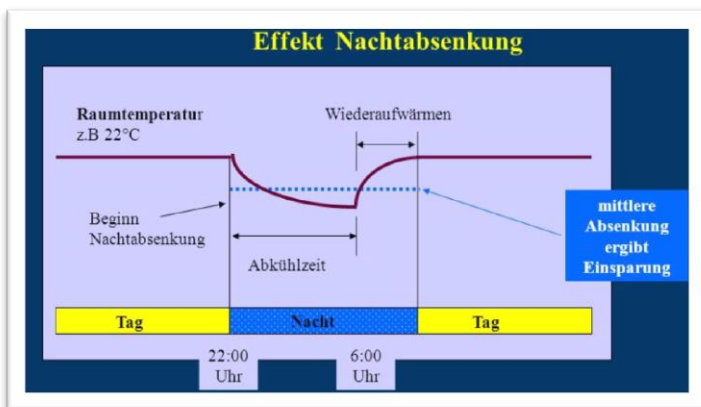 Effekt Nachtabsenkung
Raumtemperatur
z.B 22°C
Wiederaufwärmen
Beginn
Nachtabsenkung
Abkühlzeit
mittlere
Absenkung
ergibt
Einsparung
Tag
Nacht
Tag
22:00
Uhr
6:00
Uhr